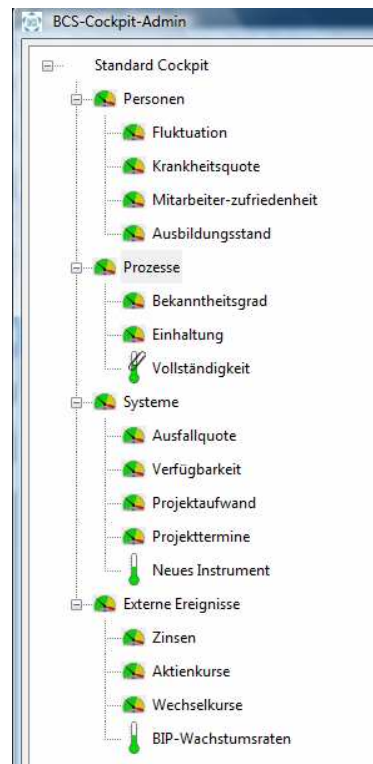 BCS-Cockpit-Admin
Standard Cockpit
Personen
Fluktuation
Krankheitsquote
Mitarbeiter-zufriedenheit
Ausbildungsstand
Prozesse
Bekanntheitsgrad
Einhaltung
Vollständigkeit
Systeme
Ausfallquote
Verfügbarkeit
Projektaufwand
Projekttermine
Neues Instrument
Externe Ereignisse
Zinsen
Aktienkurse
Wechselkurse
BIP-Wachstumsraten